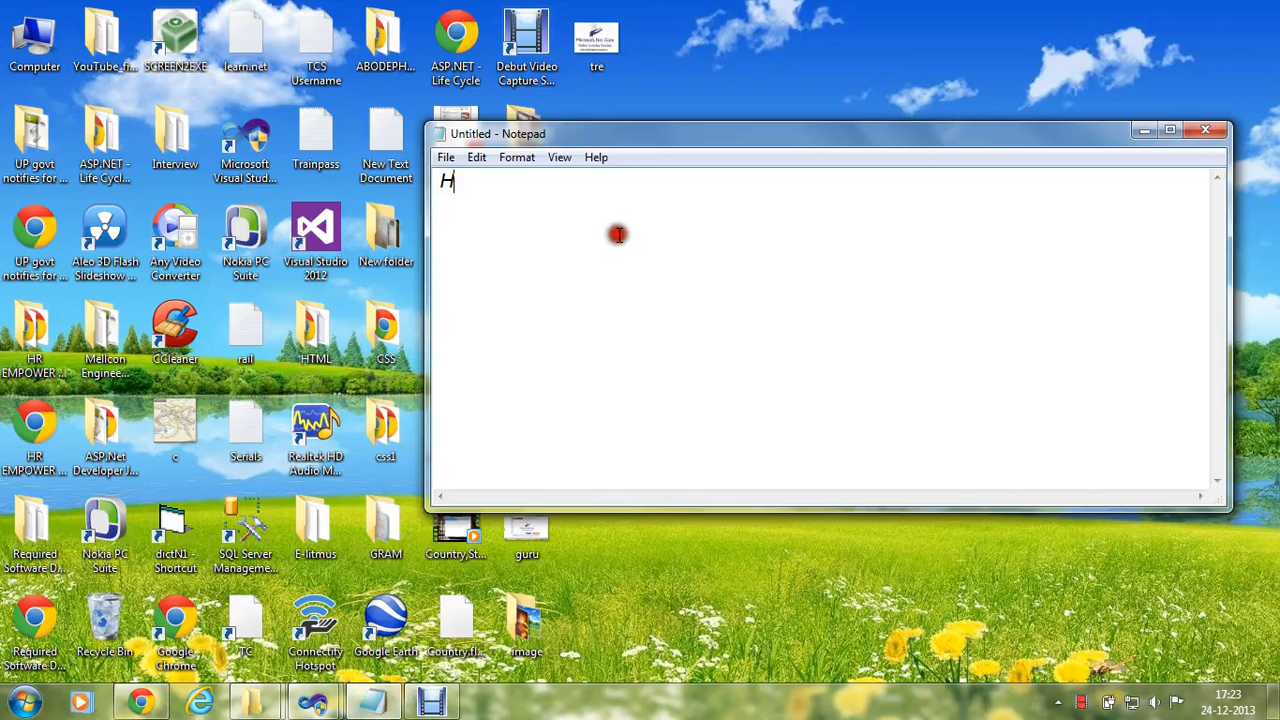 Computer
YouTube_fi...
SCREEN2EXE
learn.net
TCS
Username
ABODEPH...
ASP.NET -
Life Cycle
Debut Video
Capture S...
tre
Untitled - Notepad
File Edit Format View Help
H
UP govt
notifies for ...
ASP.NET -
Life Cycl...
Interview
Microsoft
Visual Stud...
Trainpass
New Text
Document
UP govt
notifies for ...
Aleo 3D Flash
Slideshow ...
Any Video
Converter
Nokia PC
Suite
Visual Studio
2012
New folder
HR
EMPOWER ...
Mellcon
Enginee...
CCleaner
rail
HTML
CSS
HR
EMPOWER ...
ASP.Net
Developer J...
c
Serials
Realtek HD
Audio M...
css1
Required
Software D...
Nokia PC
Suite
dictN1 -
Shortcut
SQL Server
Manageme...
E-litmus
GRAM
Country,St...
guru
Required
Software D...
Recycle Bin
Google
Chrome
TC
Connectify
Hotspot
Google Earth
Country.fl...
image
17:23
24-12-2013